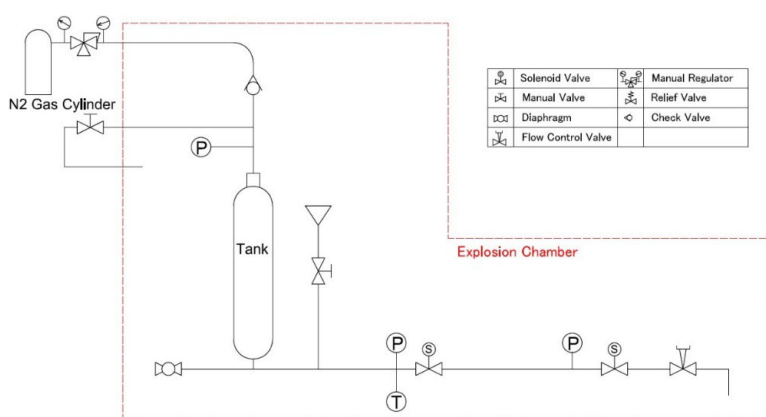 N2 Gas Cylinder
P
Tank
Solenoid Valve
Manual Regulator
Manual Valve
Relief Valve
Diaphragm
Check Valve
Flow Control Valve
Explosion Chamber
P
S
P
S
T